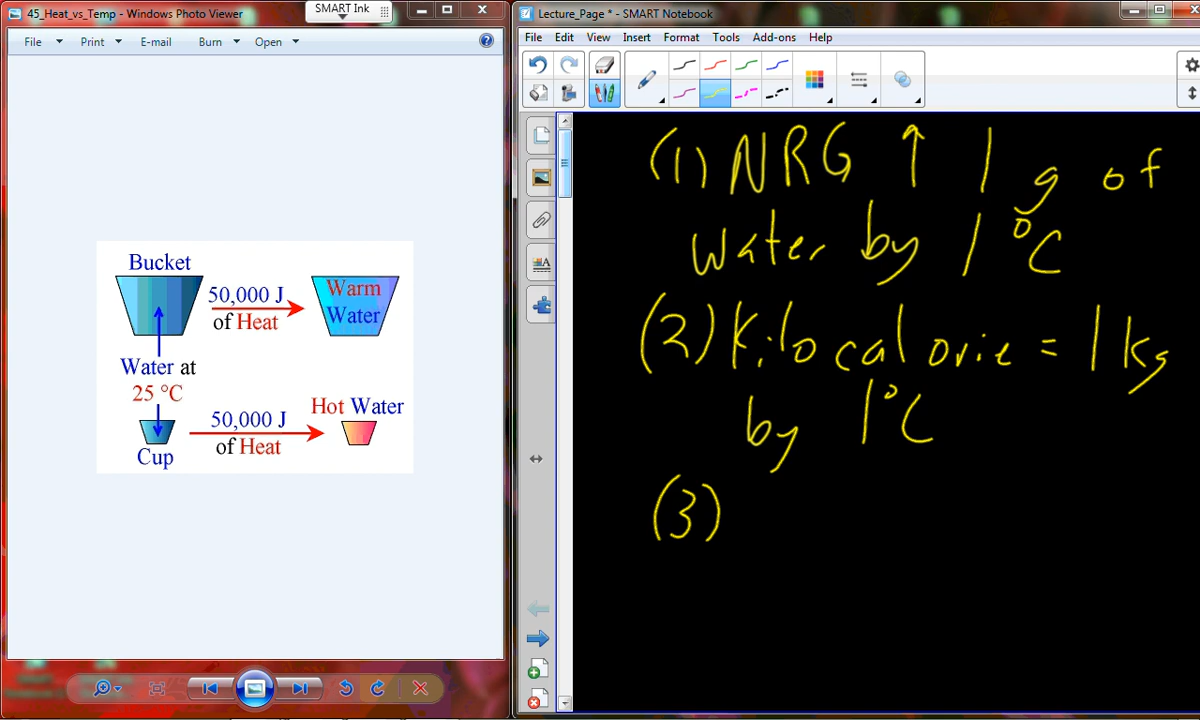 45_Heat_vs_Temp - Windows Photo Viewer
SMART Ink
File Print E-mail Burn Open
Bucket
50,000 J
of Heat
Warm
Water
Water at
25 °C
Hot Water
50,000 J
of Heat
Cup
Lecture_Page * - SMART Notebook
File Edit View Insert Format Tools Add-ons Help
(1) NRG ↑ 1 g of
water by 1 °C
(2) Kilocalorie = 1 kg
by 1°C
(3)